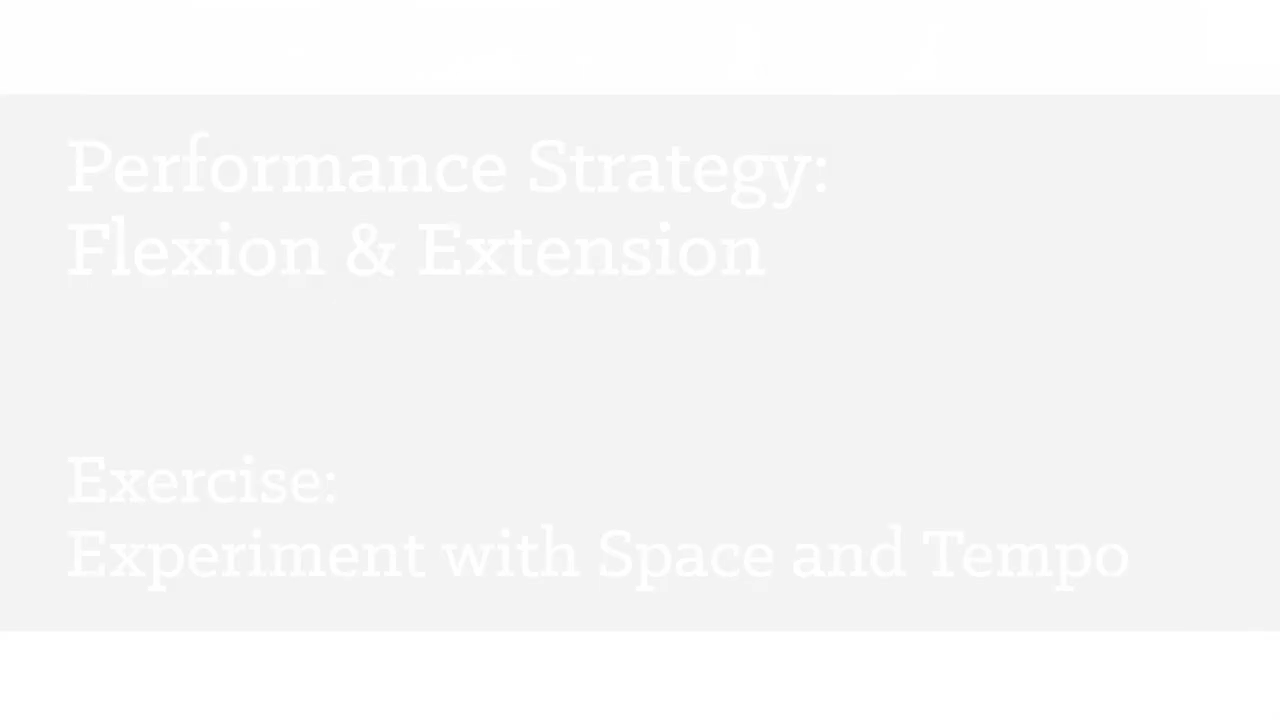 Performance Strategy:
Flexion & Extension
Exercise:
Experiment with Space and Tempo